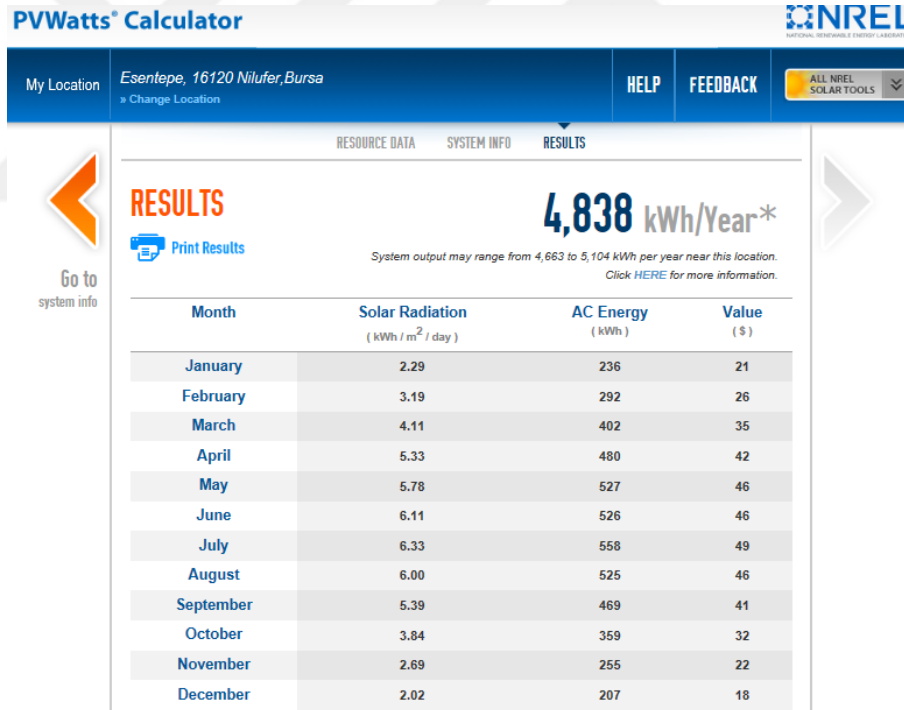 PVWatts® Calculator
NREL
NATIONAL RENEWABLE ENERGY LABORAT
My Location
Esentepe, 16120 Nilufer,Bursa
» Change Location
HELP
FEEDBACK
ALL NREL
SOLAR TOOLS
RESOURCE DATA SYSTEM INFO RESULTS
Go to
system info
RESULTS
Print Results
4,838 kWh/Year*
System output may range from 4,663 to 5,104 kWh per year near this location.
Click HERE for more information.
Month Solar Radiation AC Energy Value
( kWh / m2 / day ) ( kWh ) ( $ )
January 2.29 236 21
February 3.19 292 26
March 4.11 402 35
April 5.33 480 42
May 5.78 527 46
June 6.11 526 46
July 6.33 558 49
August 6.00 525 46
September 5.39 469 41
October 3.84 359 32
November 2.69 255 22
December 2.02 207 18